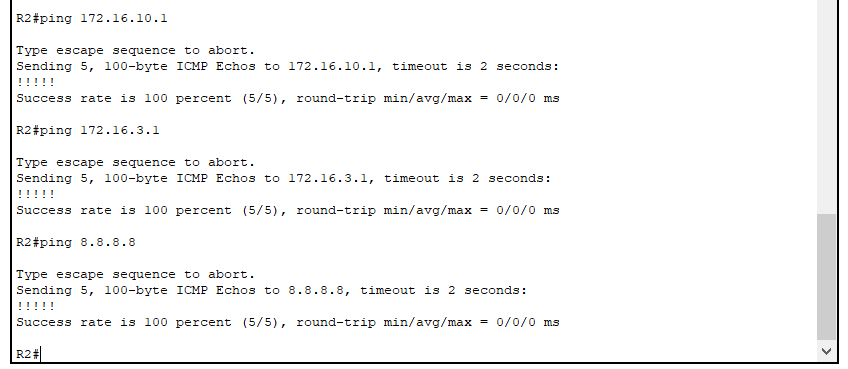 R2#ping 172.16.10.1
Type escape sequence to abort.
Sending 5, 100-byte ICMP Echos to 172.16.10.1, timeout is 2 seconds:
!!!!!
Success rate is 100 percent (5/5), round-trip min/avg/max = 0/0/0 ms
R2#ping 172.16.3.1
Type escape sequence to abort.
Sending 5, 100-byte ICMP Echos to 172.16.3.1, timeout is 2 seconds:
!!!!!
Success rate is 100 percent (5/5), round-trip min/avg/max = 0/0/0 ms
R2#ping 8.8.8.8
Type escape sequence to abort.
Sending 5, 100-byte ICMP Echos to 8.8.8.8, timeout is 2 seconds:
!!!!!
Success rate is 100 percent (5/5), round-trip min/avg/max = 0/0/0 ms
R2#